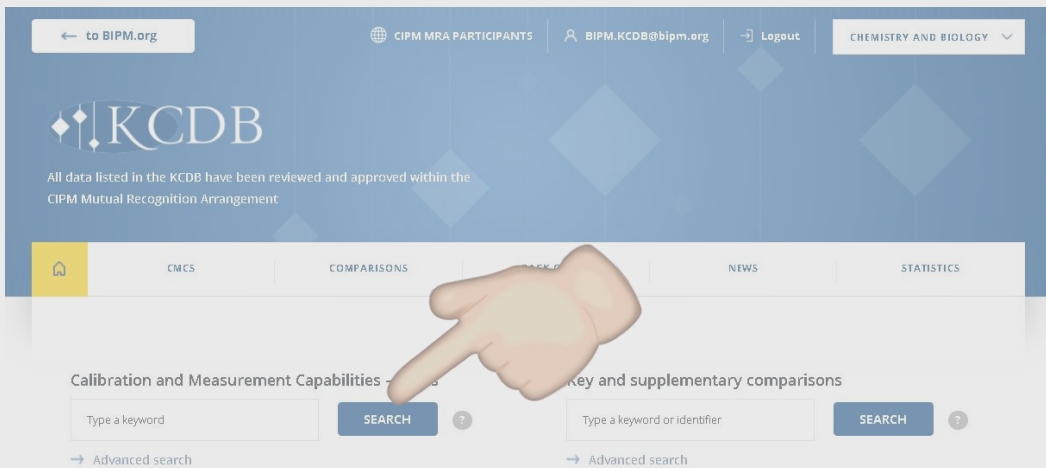 ← to BIPM.org
CIPM MRA PARTICIPANTS
BIPM.KCDB@bipm.org
Logout
CHEMISTRY AND BIOLOGY
KCDB
All data listed in the KCDB have been reviewed and approved within the
CIPM Mutual Recognition Arrangement
CMCS
COMPARISONS
NEWS
STATISTICS
Calibration and Measurement Capabilities -
Key and supplementary comparisons
Type a keyword
SEARCH
?
Type a keyword or identifier
SEARCH
?
→ Advanced search
→ Advanced search